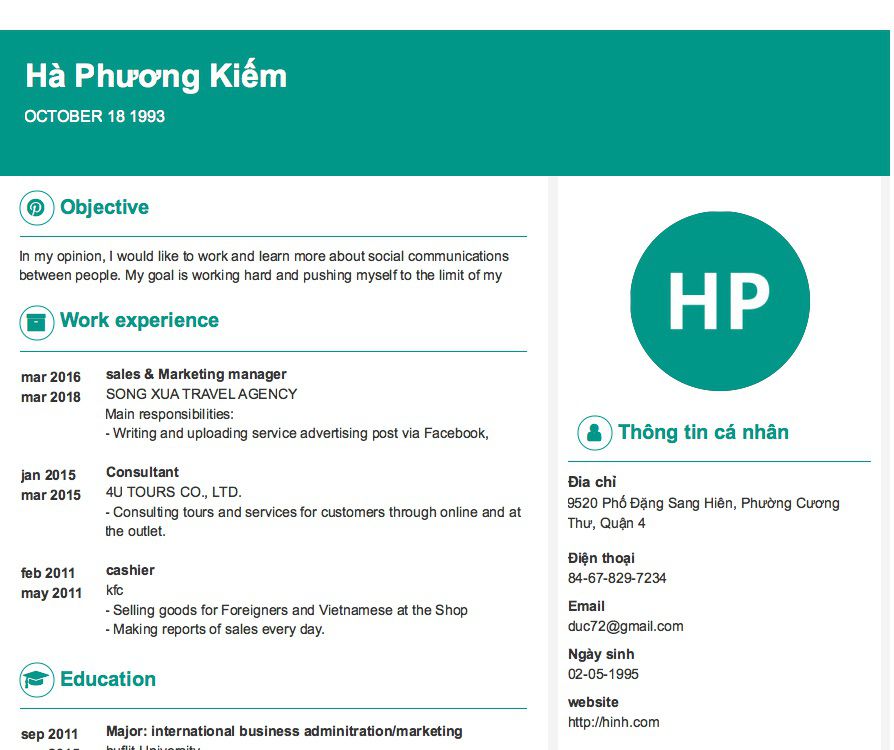 Hà Phương Kiếm
OCTOBER 18 1993
Objective
In my opinion, I would like to work and learn more about social communications
between people. My goal is working hard and pushing myself to the limit of my
Work experience
mar 2016
mar 2018
sales & Marketing manager
SONG XUA TRAVEL AGENCY
Main responsibilities:
- Writing and uploading service advertising post via Facebook,
jan 2015
mar 2015
Consultant
4U TOURS CO., LTD.
- Consulting tours and services for customers through online and at
the outlet.
feb 2011
may 2011
cashier
kfc
- Selling goods for Foreigners and Vietnamese at the Shop
- Making reports of sales every day.
Education
sep 2011
Major: international business adminitration/marketing
huflit University
HP
Thông tin cá nhân
Đia chỉ
9520 Phố Đặng Sang Hiên, Phường Cương
Thư, Quận 4
Điện thoại
84-67-829-7234
Email
duc72@gmail.com
Ngày sinh
02-05-1995
website
http://hinh.com